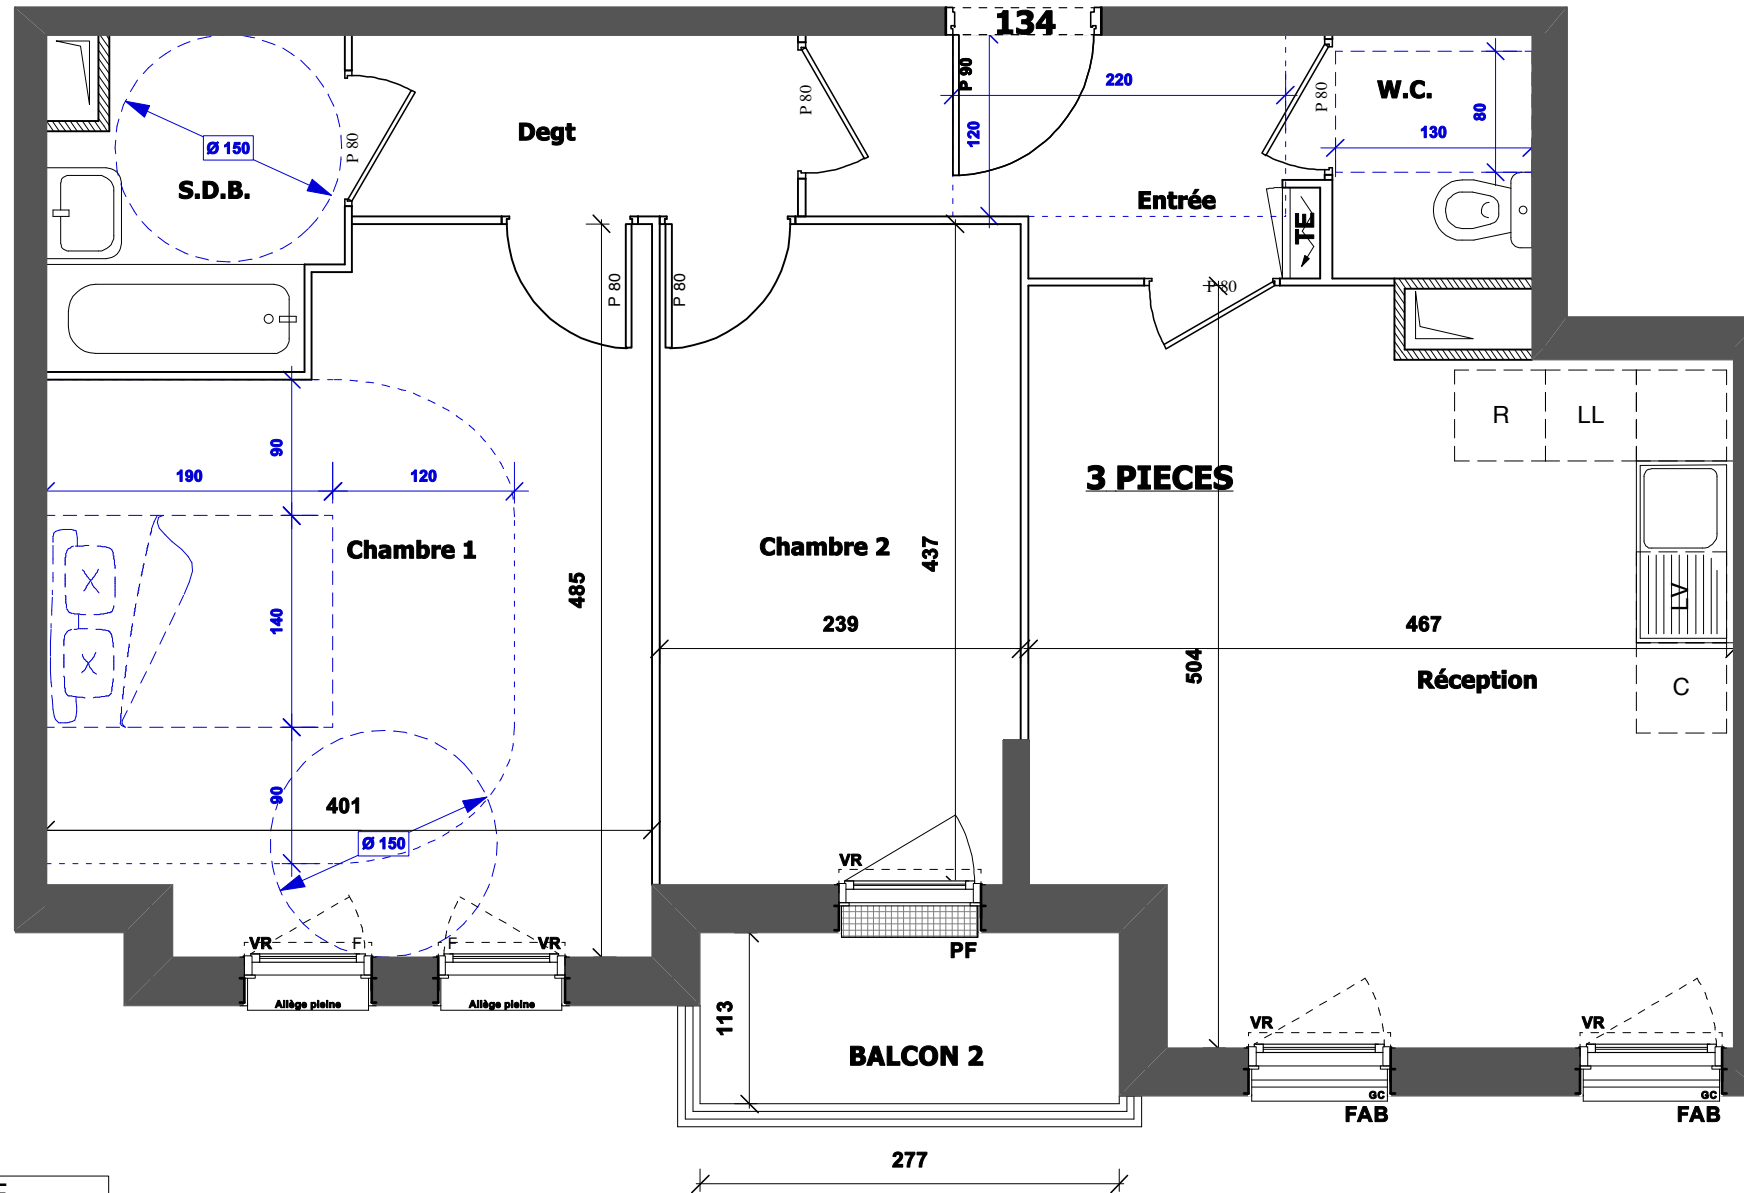 134
P 90
220
W.C.
80
130
P 80
P 80
120
Degt
Ø 150
P 80
S.D.B.
Entrée
TE
P 80
P 80
P 80
R
LL
90
190
120
3 PIECES
Chambre 1
Chambre 2
437
485
140
239
467
LV
504
Réception
C
90
401
Ø 150
VR
VR
F
F
VR
PF
Allège pleine
Allège pleine
113
BALCON 2
VR
VR
GC
GC
FAB
FAB
277